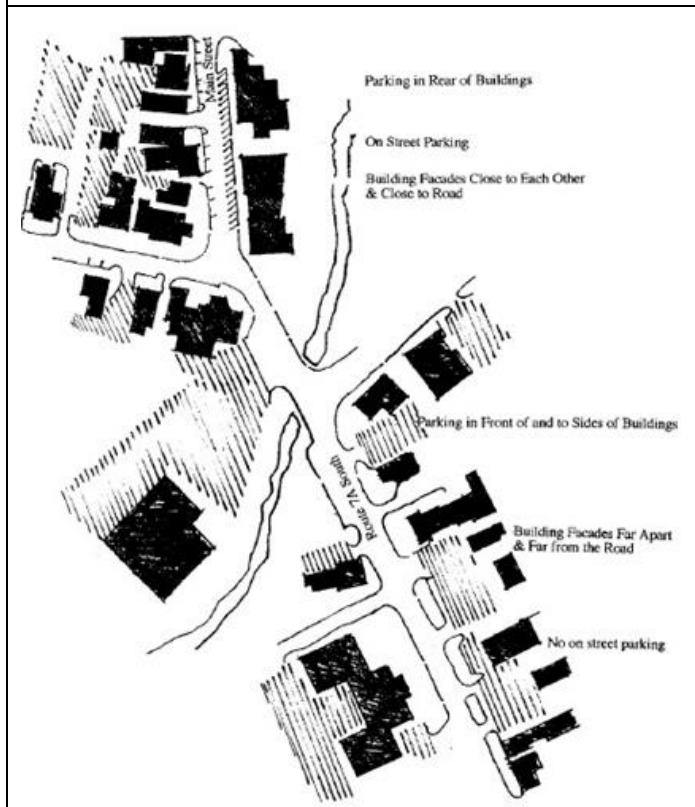 Main Street
Parking in Rear of Buildings
On Street Parking
Building Facades Close to Each Other
& Close to Road
Parking in Front of and to Sides of Buildings
Route 7A South
Building Facades Far Apart
& Far from the Road
No on street parking